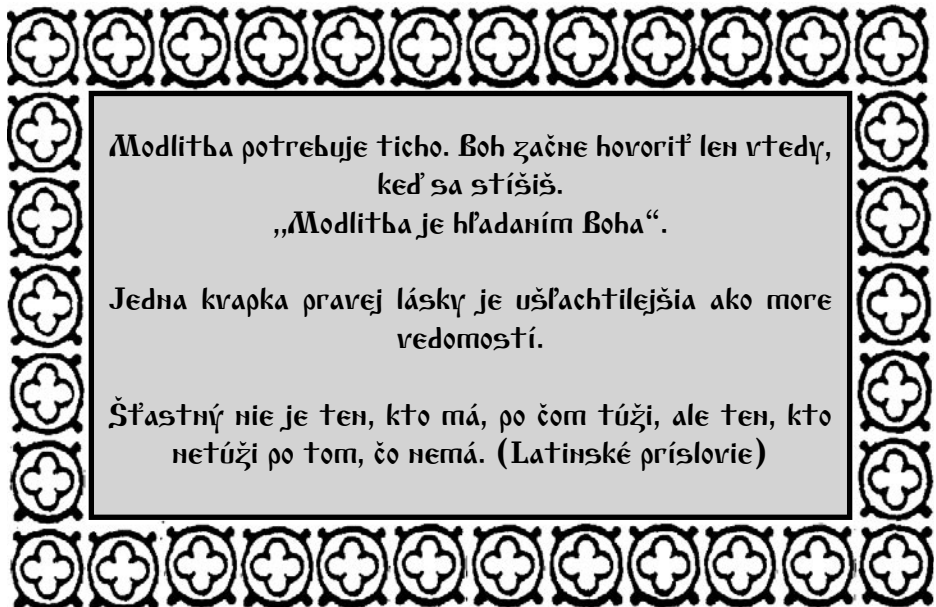 Modlitba potrebuje ticho. Boh začne hovoriť len vtedy,
keď sa stíšiš.
,,Modlitba je hľadaním Boha“.
Jedna kvapka pravej lásky je ušľachtilejšia ako more
vedomostí.
Šťastný nie je ten, kto má, po čom túži, ale ten, kto
netúži po tom, čo nemá. (Latinské príslovie)